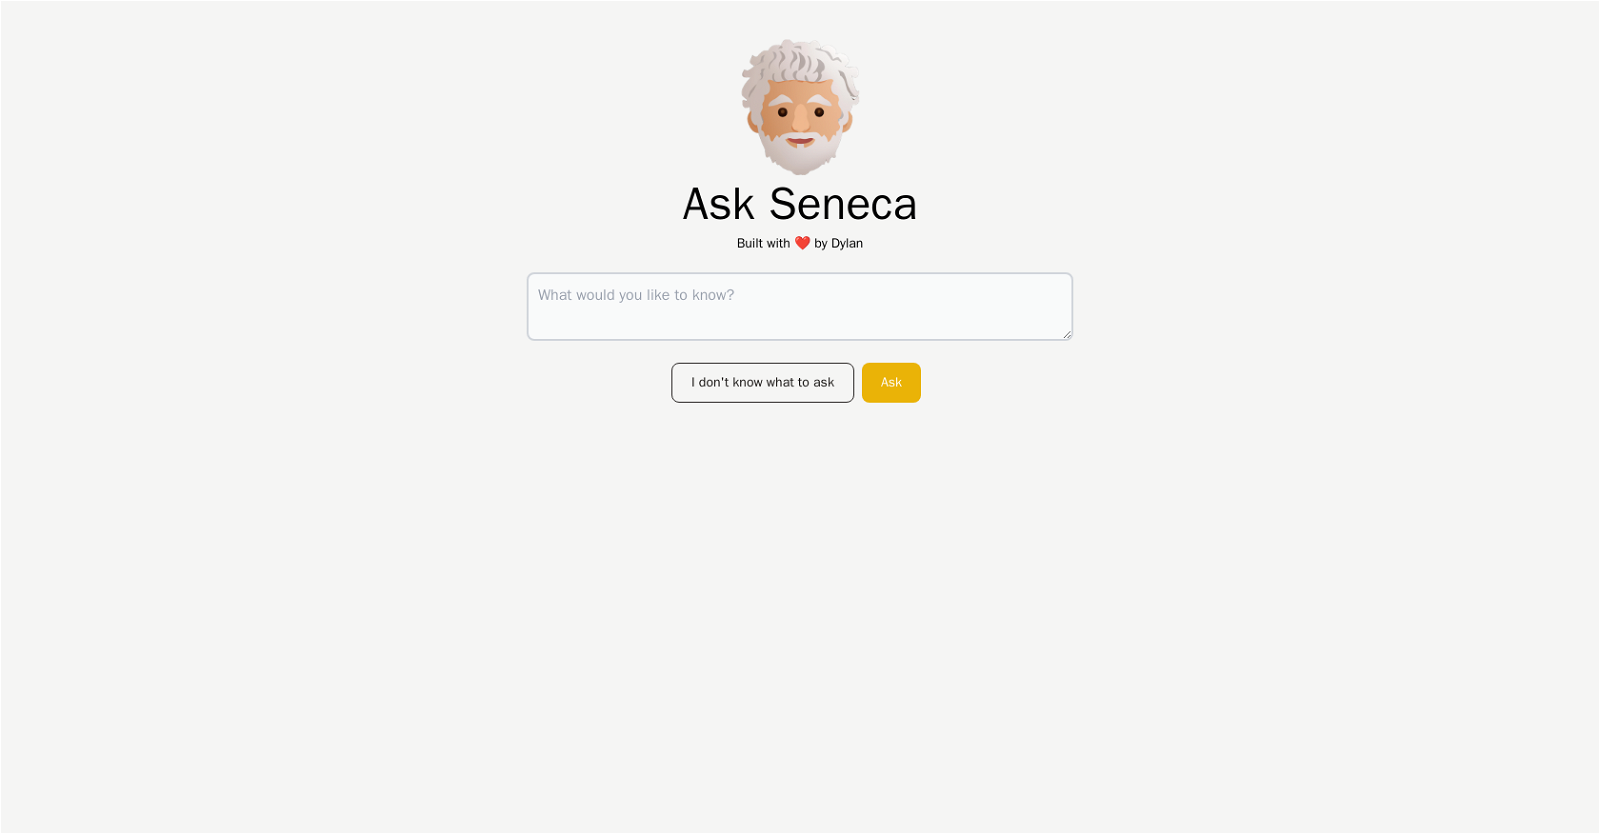 Ask Seneca
Built with ❤️ by Dylan
What would you like to know?
I don't know what to ask
Ask